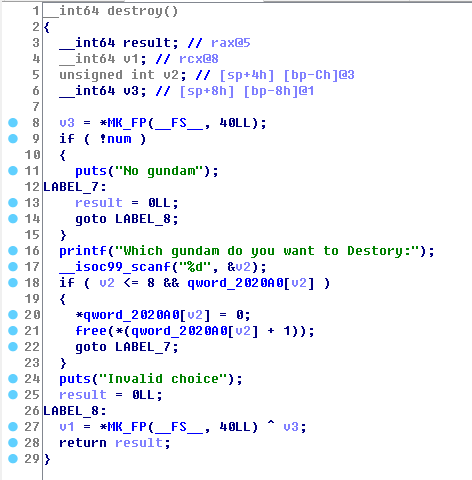 1 __int64 destroy()
2 {
3 __int64 result; // rax@5
4 __int64 v1; // rcx@8
5 unsigned int v2; // [sp+4h] [bp-Ch]@3
6 __int64 v3; // [sp+8h] [bp-8h]@1
7
8 v3 = *MK_FP(__FS__, 40LL);
9 if ( !num )
10 {
11 puts("No gundam");
12 LABEL_7:
13 result = 0LL;
14 goto LABEL_8;
15 }
16 printf("Which gundam do you want to Destory:");
17 __isoc99_scanf("%d", &v2);
18 if ( v2 <= 8 && qword_2020A0[v2] )
19 {
20 *qword_2020A0[v2] = 0;
21 free(*(qword_2020A0[v2] + 1));
22 goto LABEL_7;
23 }
24 puts("Invalid choice");
25 result = 0LL;
26 LABEL_8:
27 v1 = *MK_FP(__FS__, 40LL) ^ v3;
28 return result;
29 }